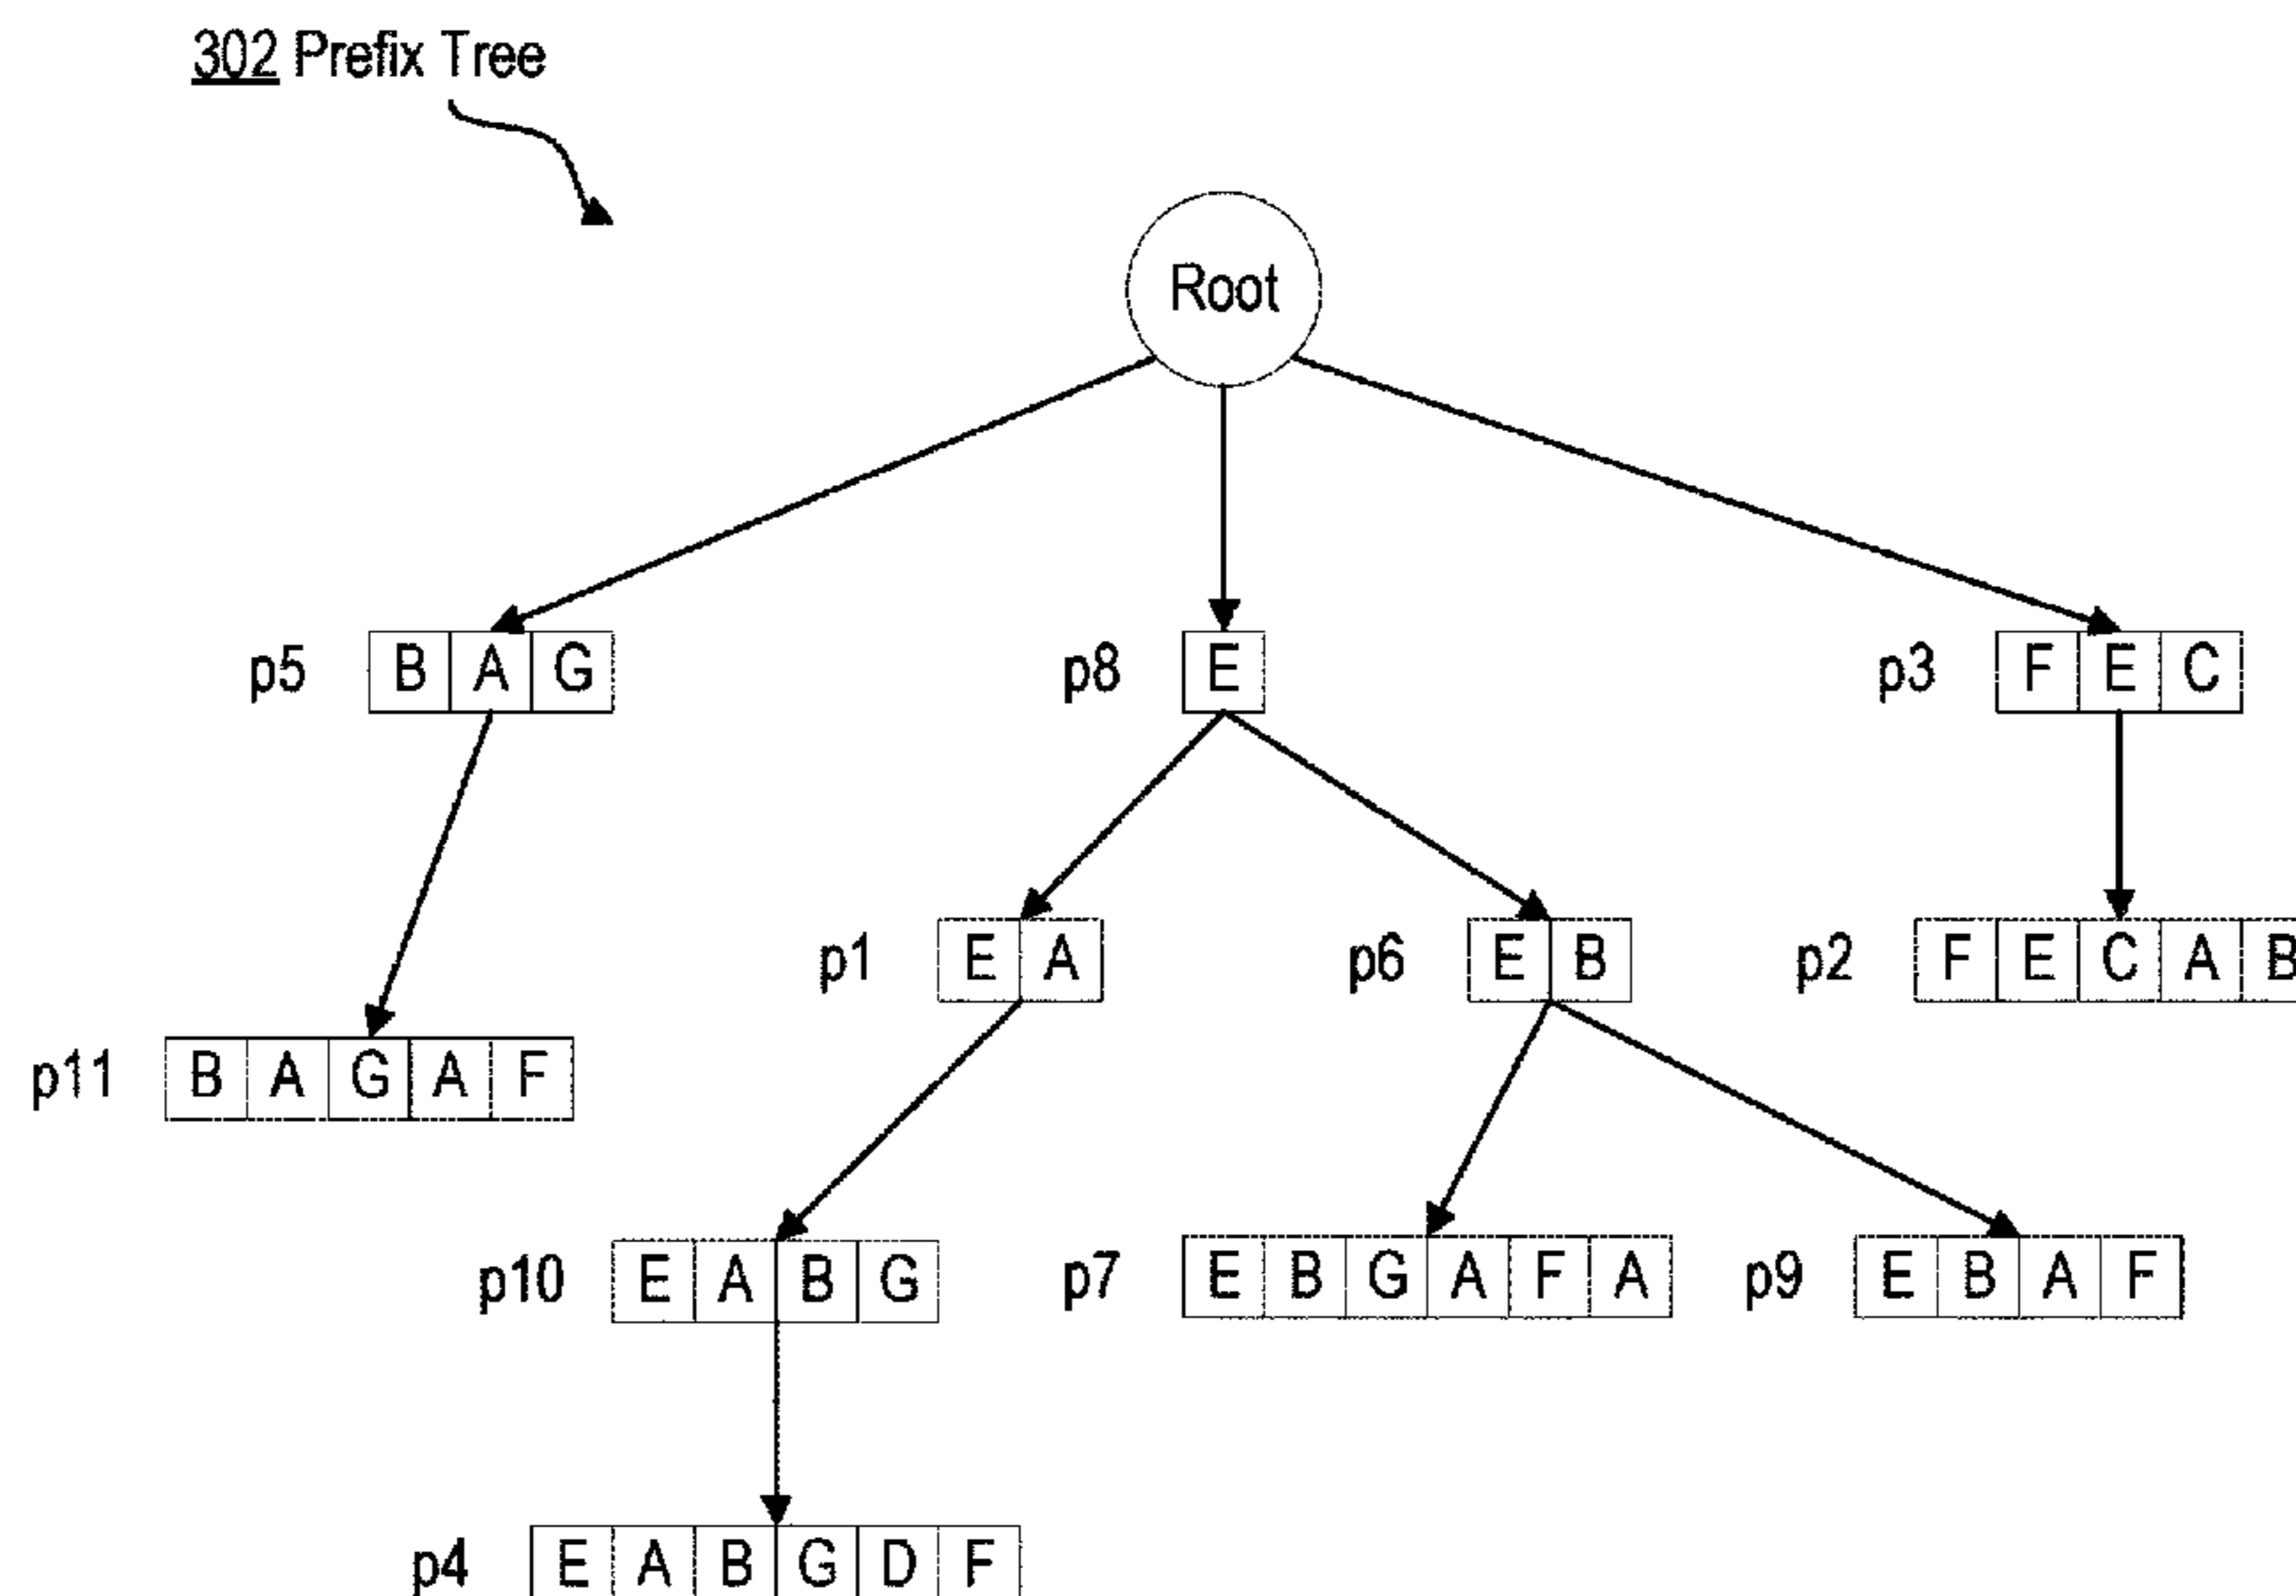 302 Prefix Tree
Root
p5 B A G
p8 E
p3 F E C
p1 E A
p6 E B
p2 F E C A B
p11 B A G A F
p10 E A B G
p7 E B G A F A
p9 E B A F
p4 E A B G D F